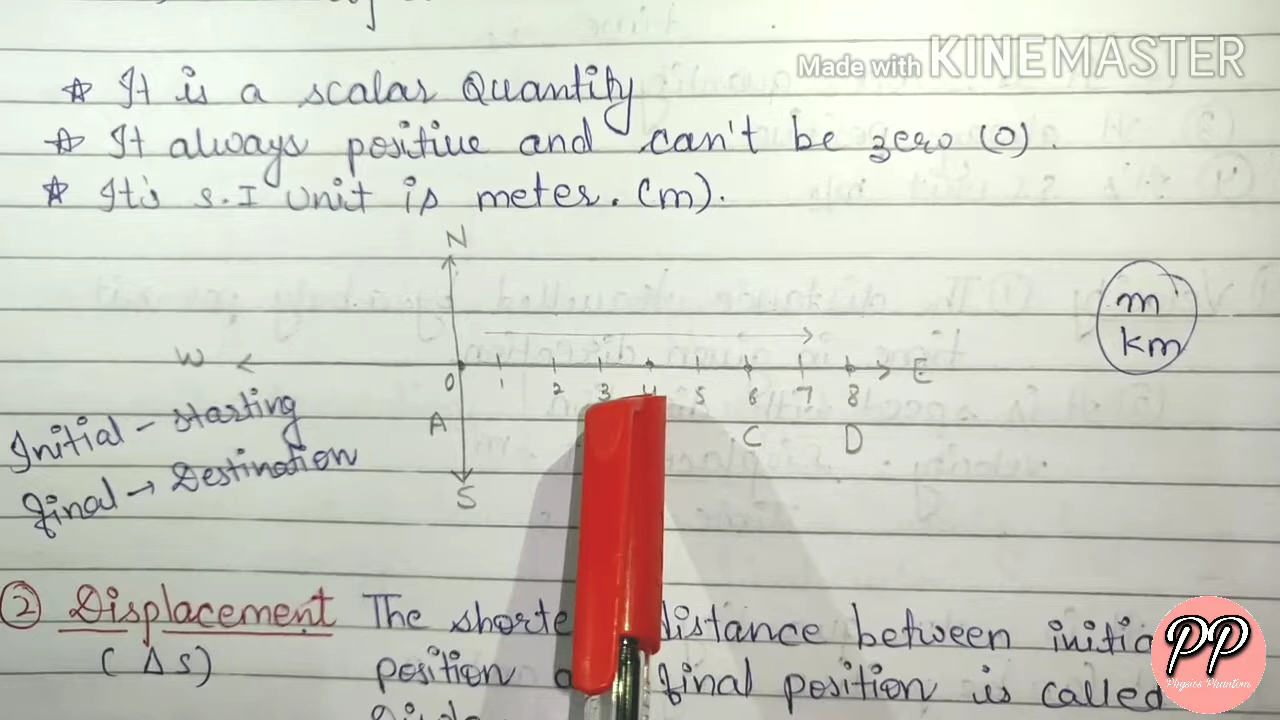 Made with KINEMASTER
☆ It is a scalar Quantity
☆ It always positive and can't be zero (0).
☆ It's S.I Unit is meter. (m).
N
m
km
W E
0 1 2 3 4 5 6 7 8
A C D
Initial - Starting
final → Destination
S
② Displacement The shorte distance between initia
(Δs) position final position is called
PP
Physics Phantom